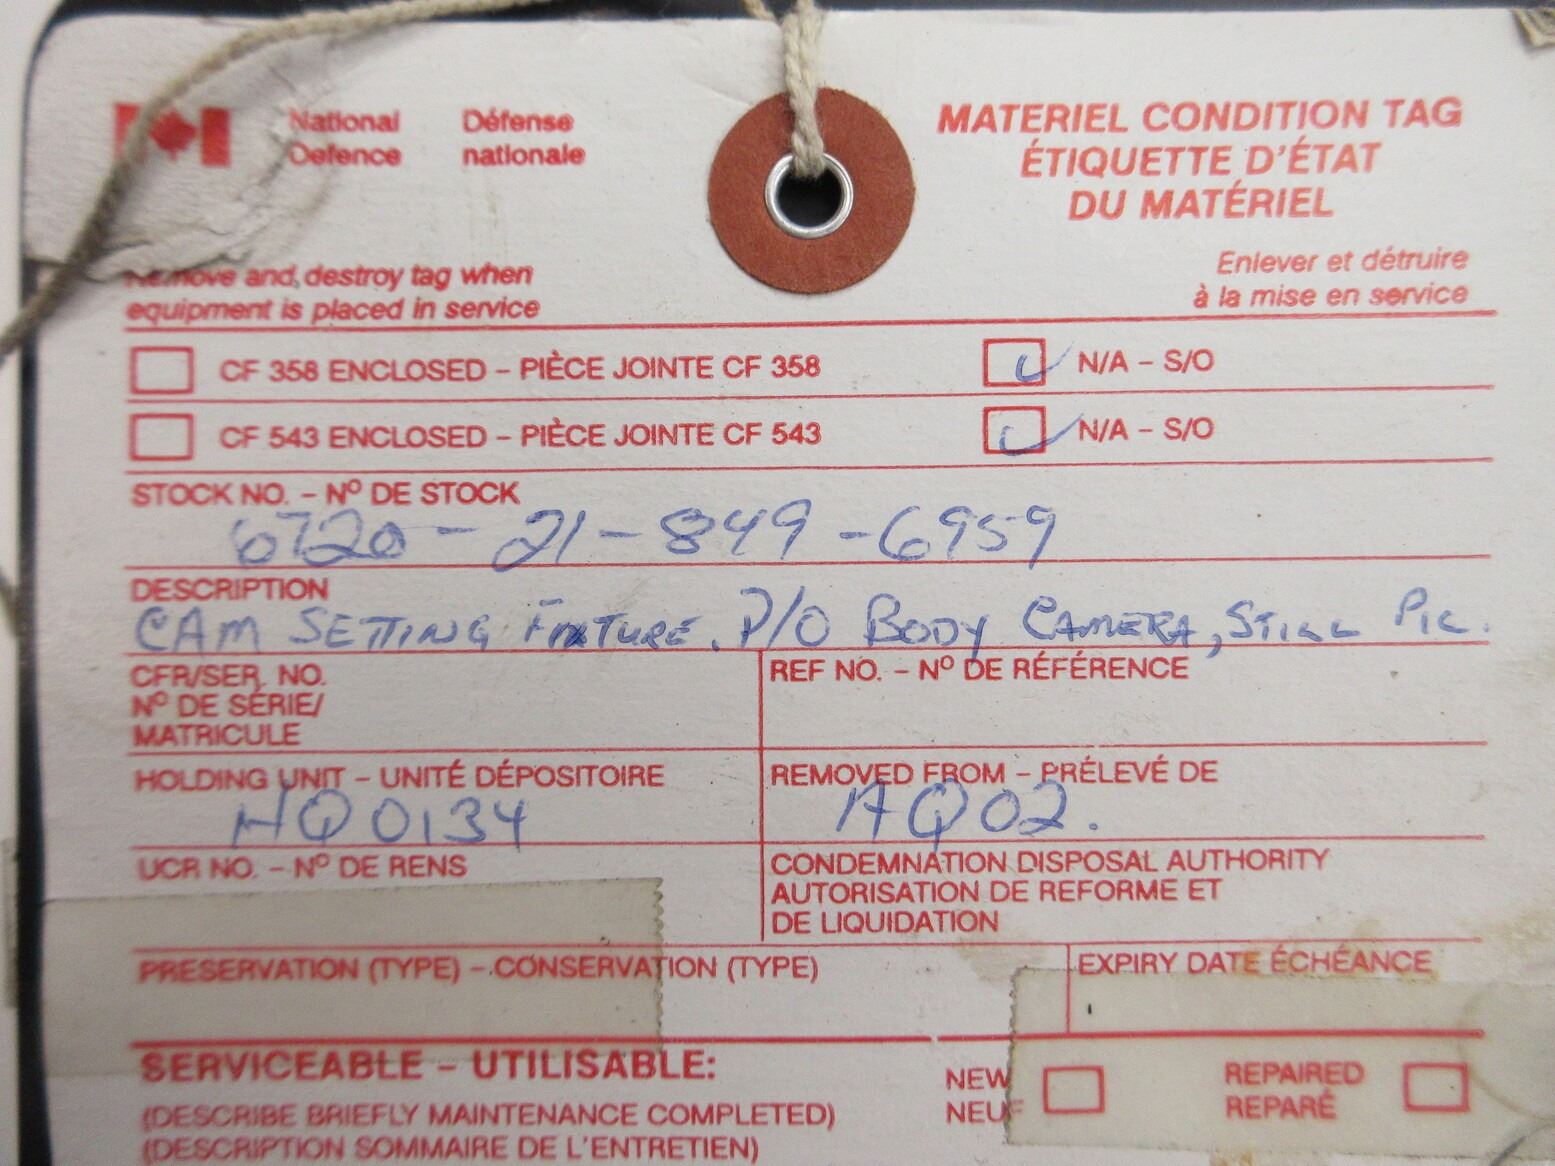 National Défense
Defence nationale
MATERIEL CONDITION TAG
ÉTIQUETTE D'ÉTAT
DU MATÉRIEL
Remove and destroy tag when
equipment is placed in service
Enlever et détruire
à la mise en service
CF 358 ENCLOSED – PIÈCE JOINTE CF 358 N/A – S/O
CF 543 ENCLOSED – PIÈCE JOINTE CF 543 N/A – S/O
STOCK NO. – Nº DE STOCK
6720-21-849-6959
DESCRIPTION
CAM SETTING FIXTURE. P/O BODY CAMERA, STILL PIC.
CFR/SER. NO.
Nº DE SÉRIE/
MATRICULE
REF NO. – Nº DE RÉFÉRENCE
HOLDING UNIT – UNITÉ DÉPOSITOIRE
HQ0134
REMOVED FROM – PRÉLEVÉ DE
AQ02.
UCR NO. – Nº DE RENS
CONDEMNATION DISPOSAL AUTHORITY
AUTORISATION DE REFORME ET
DE LIQUIDATION
PRESERVATION (TYPE) – CONSERVATION (TYPE)
EXPIRY DATE ÉCHÉANCE
SERVICEABLE – UTILISABLE:
(DESCRIBE BRIEFLY MAINTENANCE COMPLETED)
(DESCRIPTION SOMMAIRE DE L'ENTRETIEN)
NEW
NEUF
REPAIRED
REPARÉ